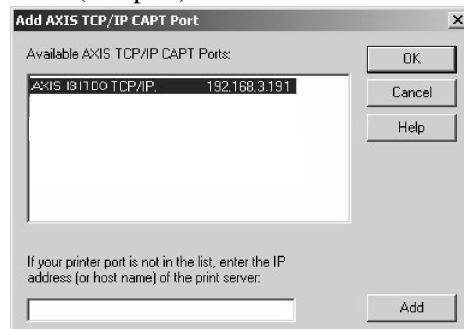 Add AXIS TCP/IP CAPT Port
Available AXIS TCP/IP CAPT Ports:
OK
AXIS TCP/IP. 192.168.3.191
Cancel
Help
If your printer port is not in the list, enter the IP
address (or host name) of the print server:
Add